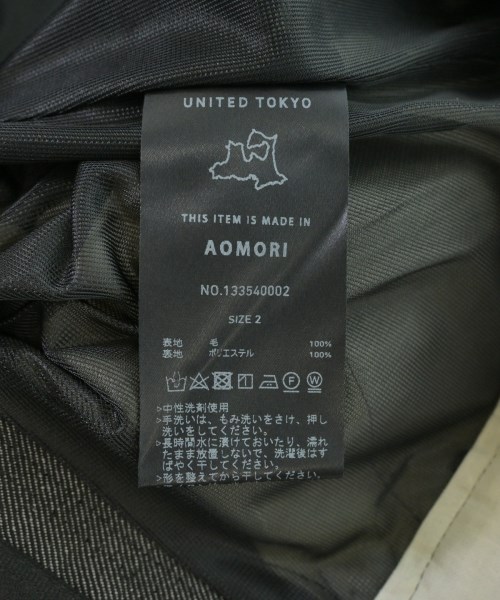 UNITED TOKYO
THIS ITEM IS MADE IN
AOMORI
NO.133540002
SIZE 2
表地 毛 100%
裏地 ポリエステル 100%
F W
>中性洗剤使用
>手洗いは、もみ洗いをさけ、押し
洗いをしてください。
>長時間水に漬けておいたり、濡れ
たまま放置しないで、洗濯後はす
ばやく干してください。
>形を整えてから干してください。